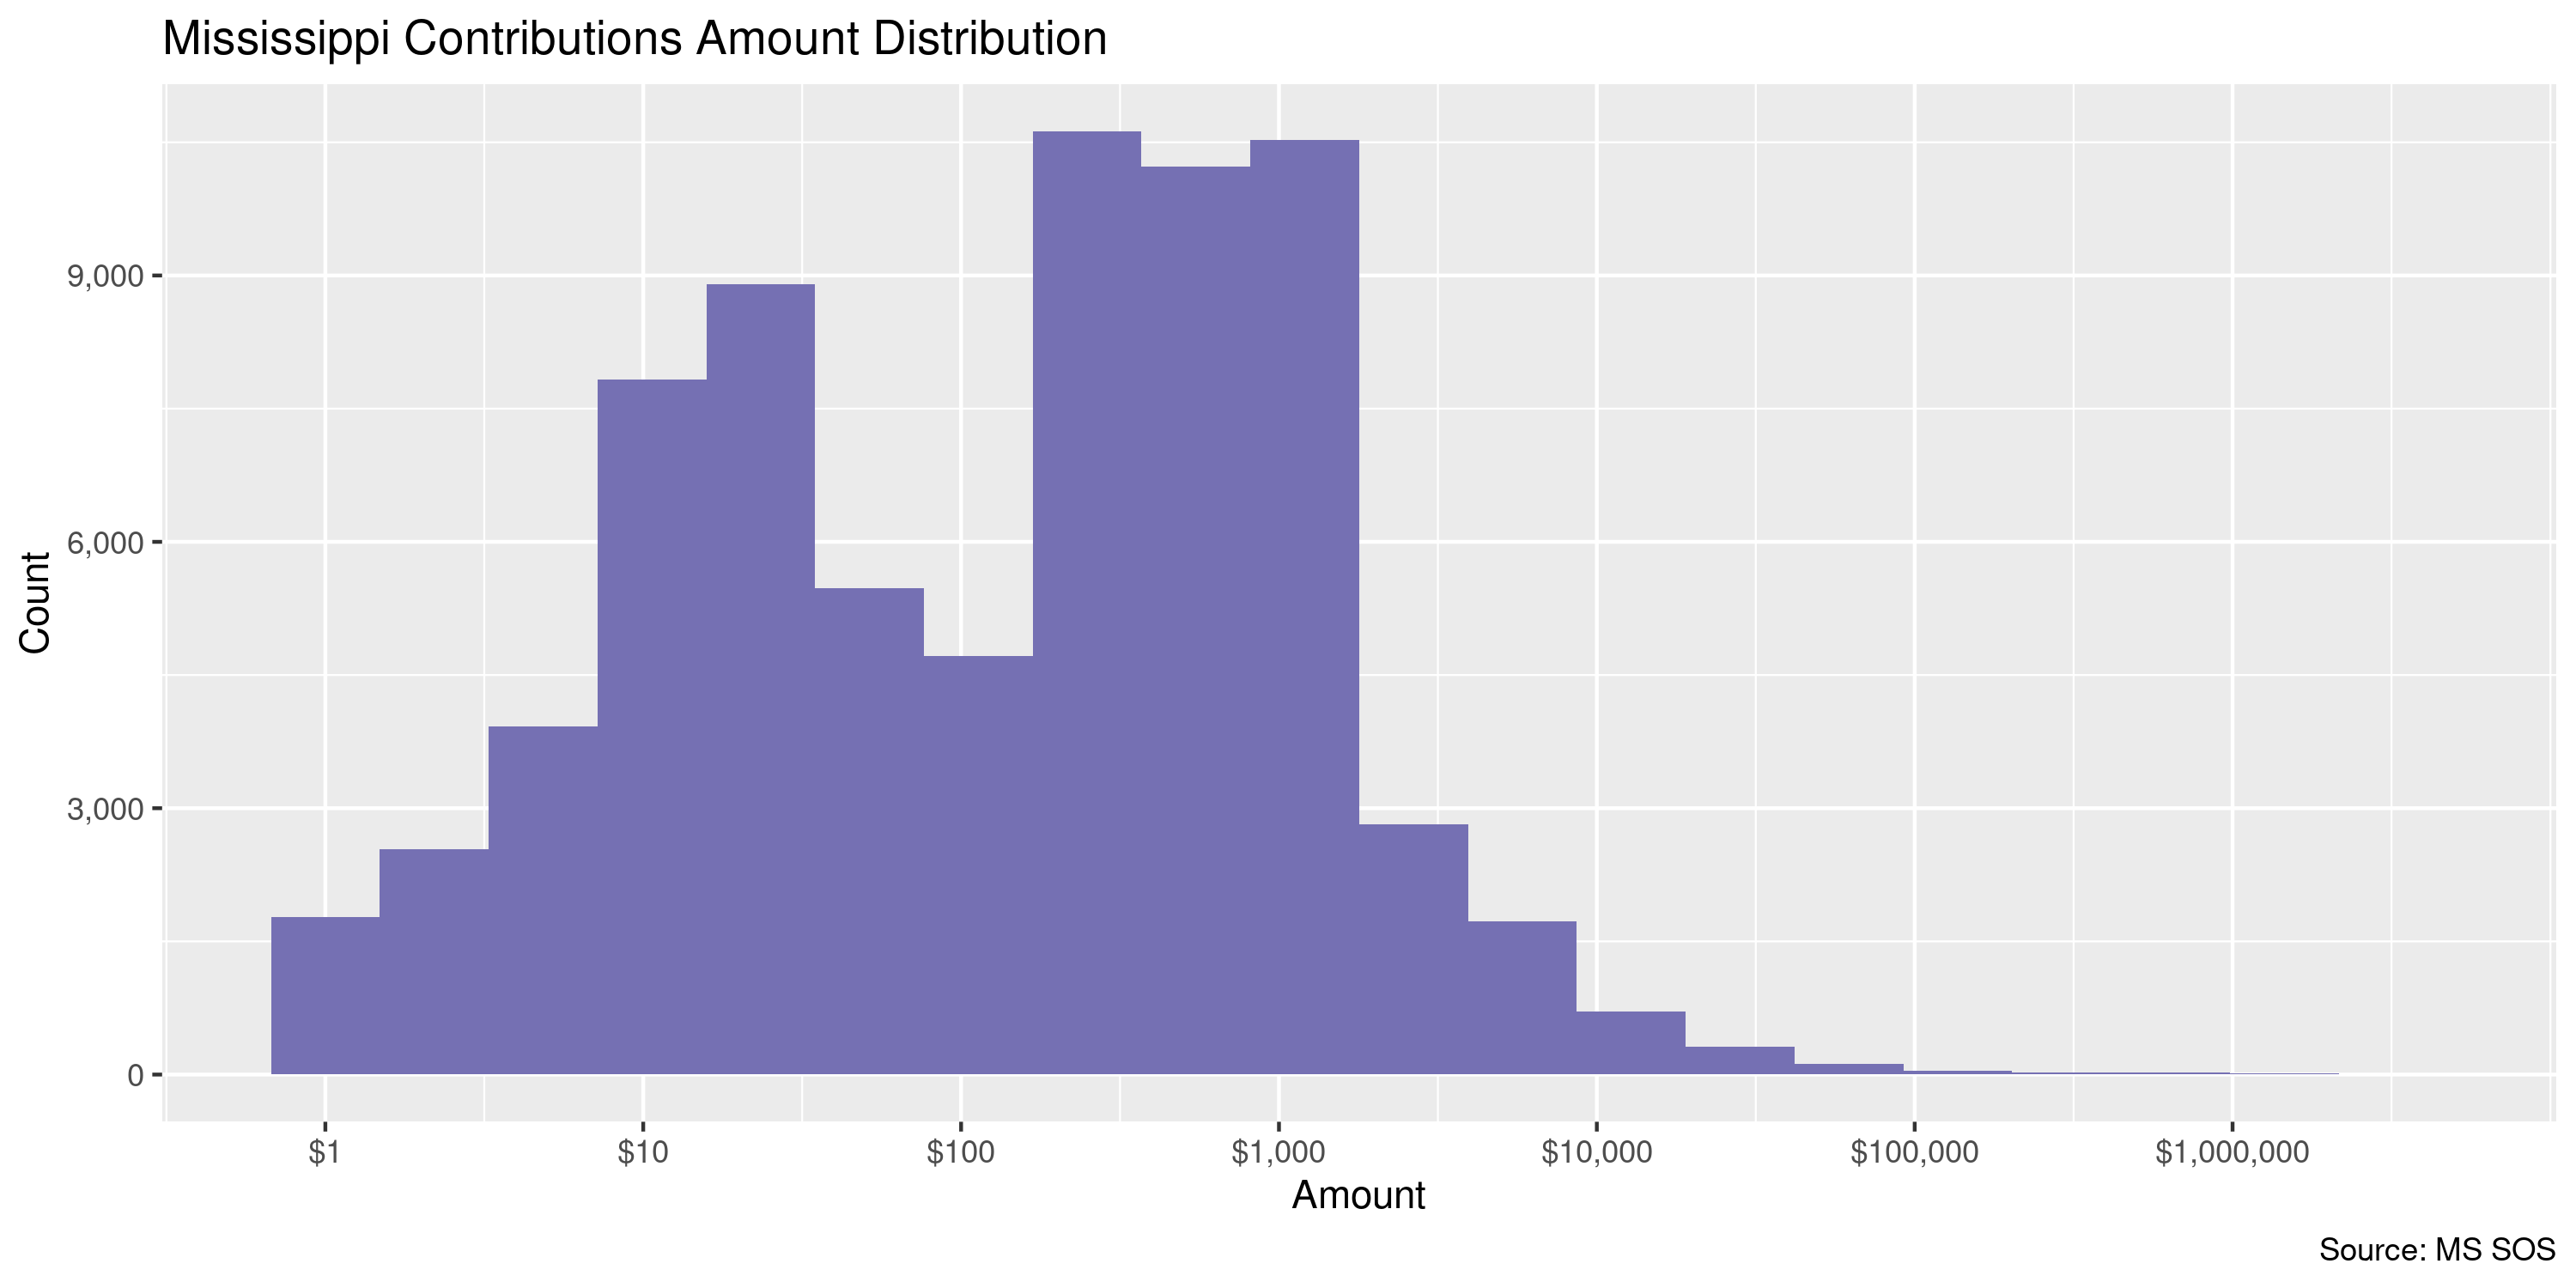 Mississippi Contributions Amount Distribution
Count
9,000
6,000
3,000
0
$1 $10 $100 $1,000 $10,000 $100,000 $1,000,000
Amount
Source: MS SOS